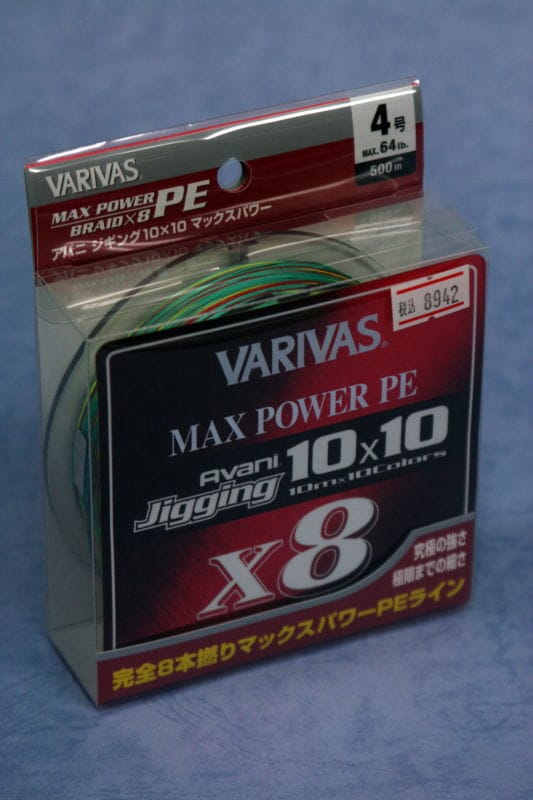 4号
MAX. 64lb.
500m
VARIVAS®
MAX POWER PE
BRAID×8
アバニ ジギング10×10 マックスパワー
税込 8942
VARIVAS®
MAX POWER PE
Avani 10×10
Jigging 10m×10Colors
X8
究極の強さ
極限までの細さ
完全8本撚りマックスパワーPEライン